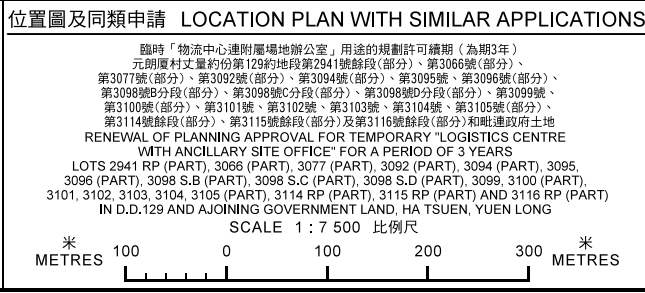 位置圖及同類申請 LOCATION PLAN WITH SIMILAR APPLICATIONS
臨時「物流中心連附屬場地辦公室」用途的規劃許可續期（為期3年）
元朗厦村丈量約份第129約地段第2941號餘段(部分)、第3066號(部分)、
第3077號(部分)、第3092號(部分)、第3094號(部分)、第3095號、第3096號(部分)、
第3098號B分段(部分)、第3098號C分段(部分)、第3098號D分段(部分)、第3099號、
第3100號(部分)、第3101號、第3102號、第3103號、第3104號、第3105號(部分)、
第3114號餘段(部分)、第3115號餘段(部分)及第3116號餘段(部分)和毗連政府土地
RENEWAL OF PLANNING APPROVAL FOR TEMPORARY "LOGISTICS CENTRE
WITH ANCILLARY SITE OFFICE" FOR A PERIOD OF 3 YEARS
LOTS 2941 RP (PART), 3066 (PART), 3077 (PART), 3092 (PART), 3094 (PART), 3095,
3096 (PART), 3098 S.B (PART), 3098 S.C (PART), 3098 S.D (PART), 3099, 3100 (PART),
3101, 3102, 3103, 3104, 3105 (PART), 3114 RP (PART), 3115 RP (PART) AND 3116 RP (PART)
IN D.D.129 AND AJOINING GOVERNMENT LAND, HA TSUEN, YUEN LONG
SCALE 1 : 7 500 比例尺
米 METRES 100 0 100 200 300 米 METRES